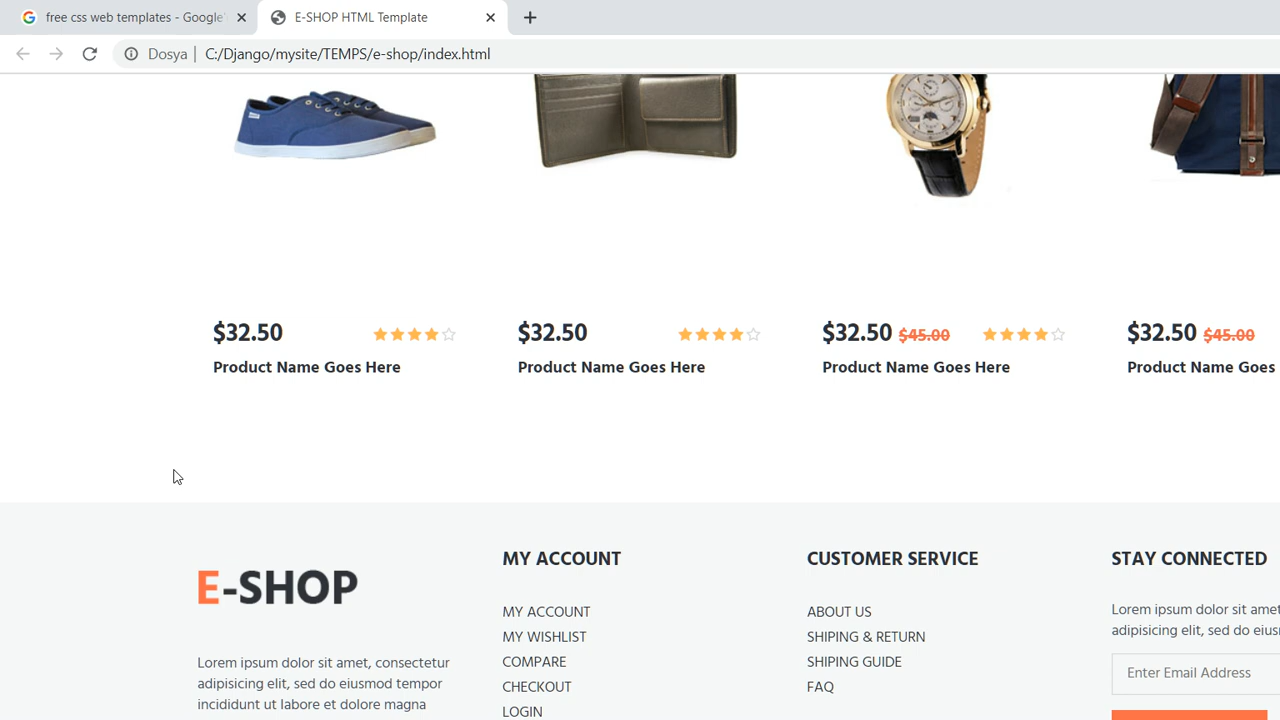 free css web templates - Google'
E-SHOP HTML Template
Dosya | C:/Django/mysite/TEMPS/e-shop/index.html
$32.50
Product Name Goes Here
$32.50
Product Name Goes Here
$32.50 $45.00
Product Name Goes Here
$32.50 $45.00
Product Name Goes
E-SHOP
Lorem ipsum dolor sit amet, consectetur
adipisicing elit, sed do eiusmod tempor
incididunt ut labore et dolore magna
MY ACCOUNT
MY ACCOUNT
MY WISHLIST
COMPARE
CHECKOUT
LOGIN
CUSTOMER SERVICE
ABOUT US
SHIPING & RETURN
SHIPING GUIDE
FAQ
STAY CONNECTED
Lorem ipsum dolor sit amet
adipisicing elit, sed do eius
Enter Email Address